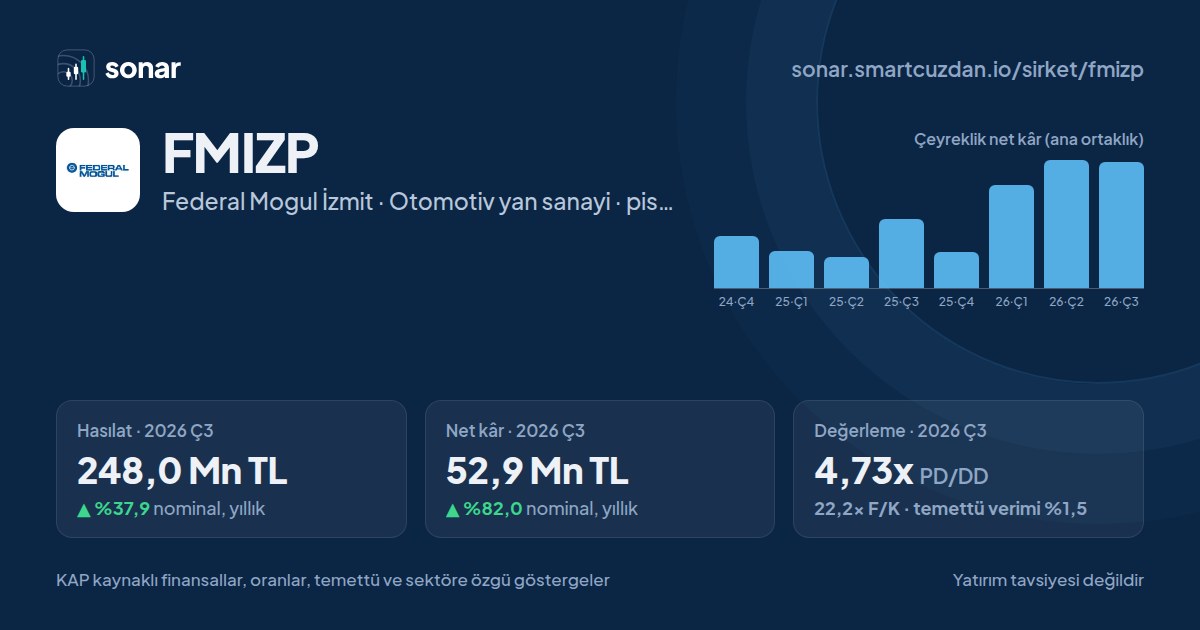 sonar
sonar.smartcuzdan.io/sirket/fmizp
FEDERAL
MOGUL
FMIZP
Federal Mogul İzmit · Otomotiv yan sanayi · pis...
Çeyreklik net kâr (ana ortaklık)
24·Ç4 25·Ç1 25·Ç2 25·Ç3 25·Ç4 26·Ç1 26·Ç2 26·Ç3
Hasılat · 2026 Ç3
248,0 Mn TL
▲ %37,9 nominal, yıllık
Net kâr · 2026 Ç3
52,9 Mn TL
▲ %82,0 nominal, yıllık
Değerleme · 2026 Ç3
4,73x PD/DD
22,2× F/K · temettü verimi %1,5
KAP kaynaklı finansallar, oranlar, temettü ve sektöre özgü göstergeler
Yatırım tavsiyesi değildir